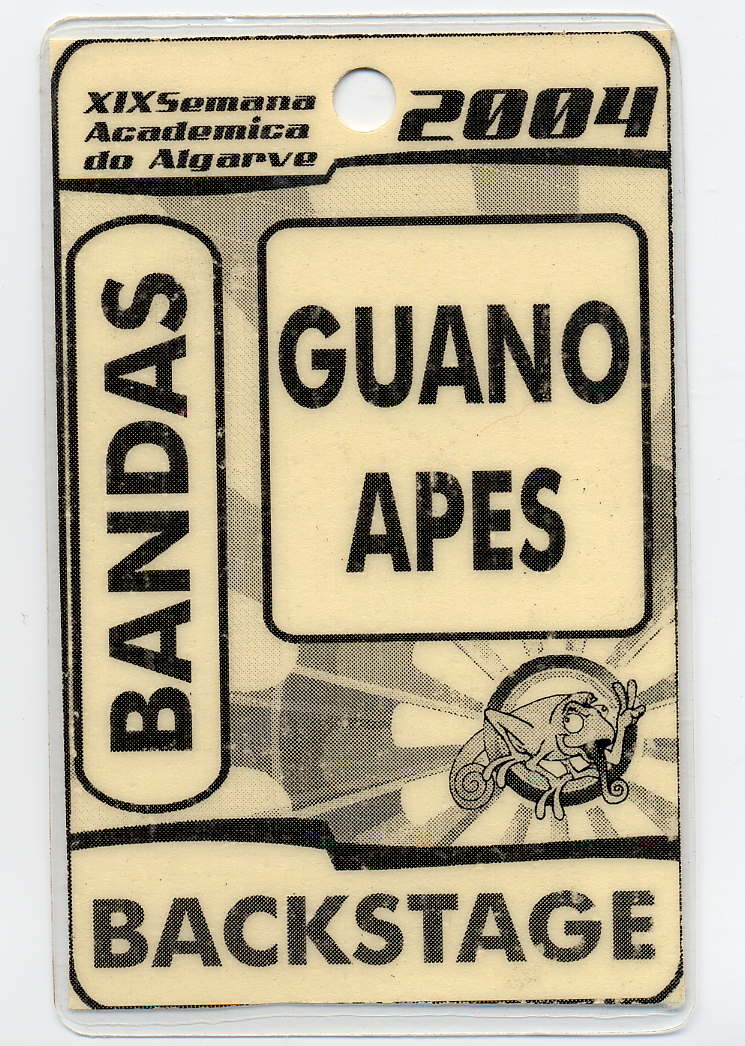 XIXSemana
Academica
do Algarve
2004
BANDAS
GUANO
APES
BACKSTAGE